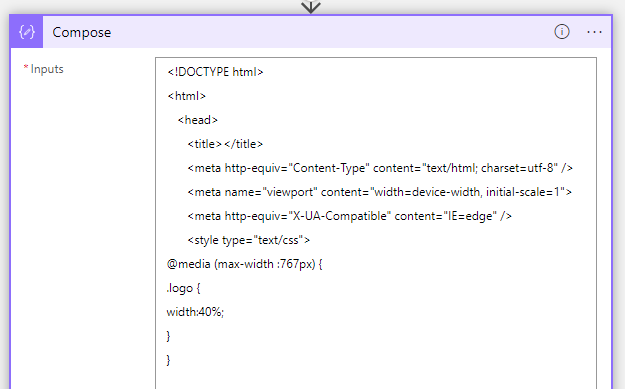 Compose
* Inputs
<!DOCTYPE html>
<html>
<head>
<title></title>
<meta http-equiv="Content-Type" content="text/html; charset=utf-8" />
<meta name="viewport" content="width=device-width, initial-scale=1">
<meta http-equiv="X-UA-Compatible" content="IE=edge" />
<style type="text/css">
@media (max-width :767px) {
.logo {
width:40%;
}
}